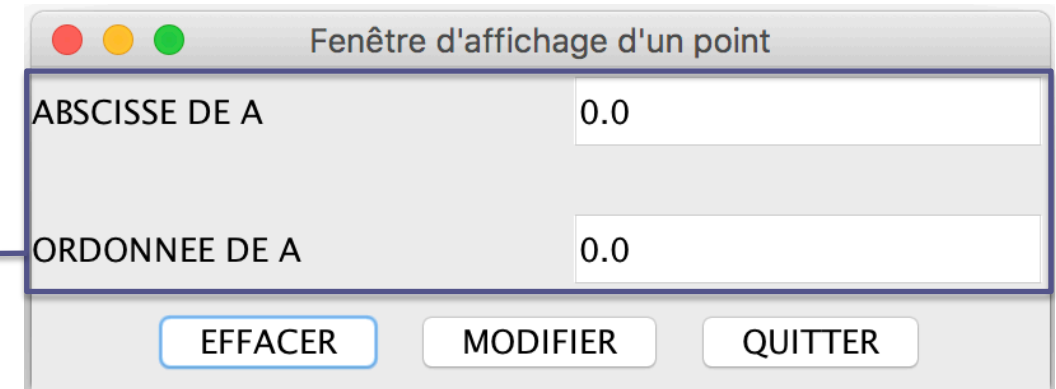 Fenêtre d'affichage d'un point
ABSCISSE DE A 0.0
ORDONNEE DE A 0.0
EFFACER MODIFIER QUITTER